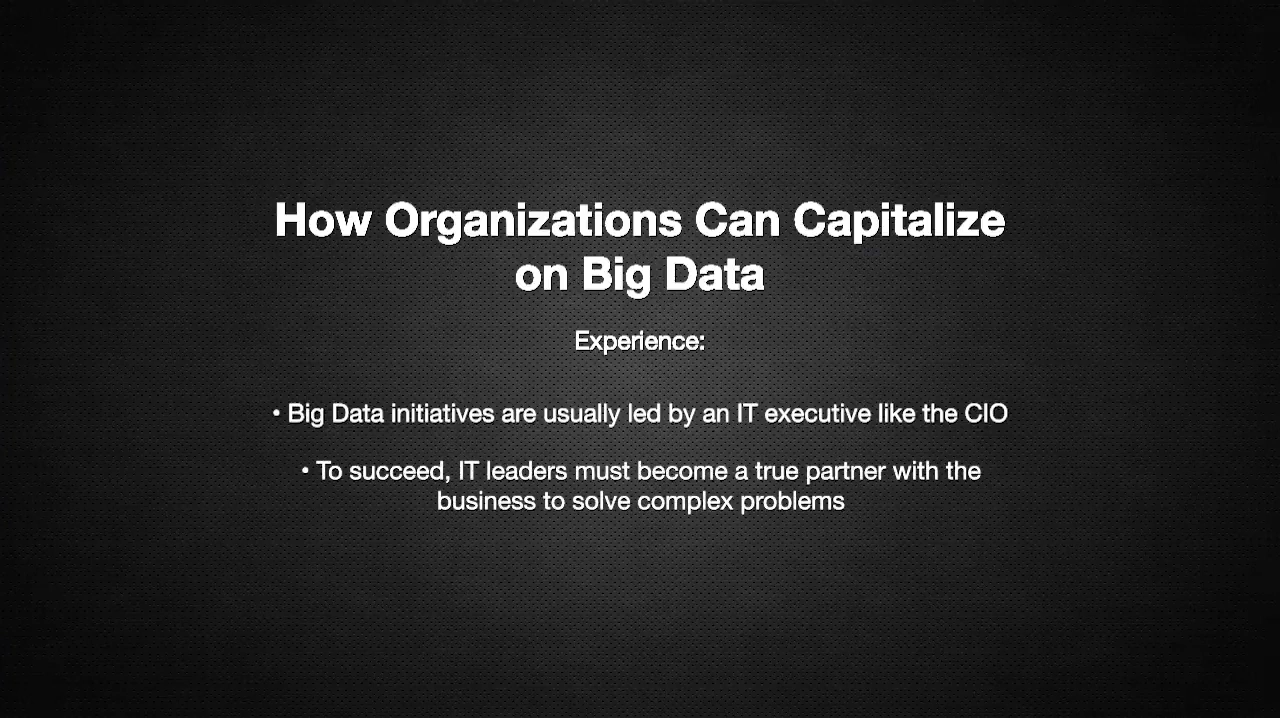 How Organizations Can Capitalize
on Big Data
Experience:
• Big Data initiatives are usually led by an IT executive like the CIO
• To succeed, IT leaders must become a true partner with the
business to solve complex problems